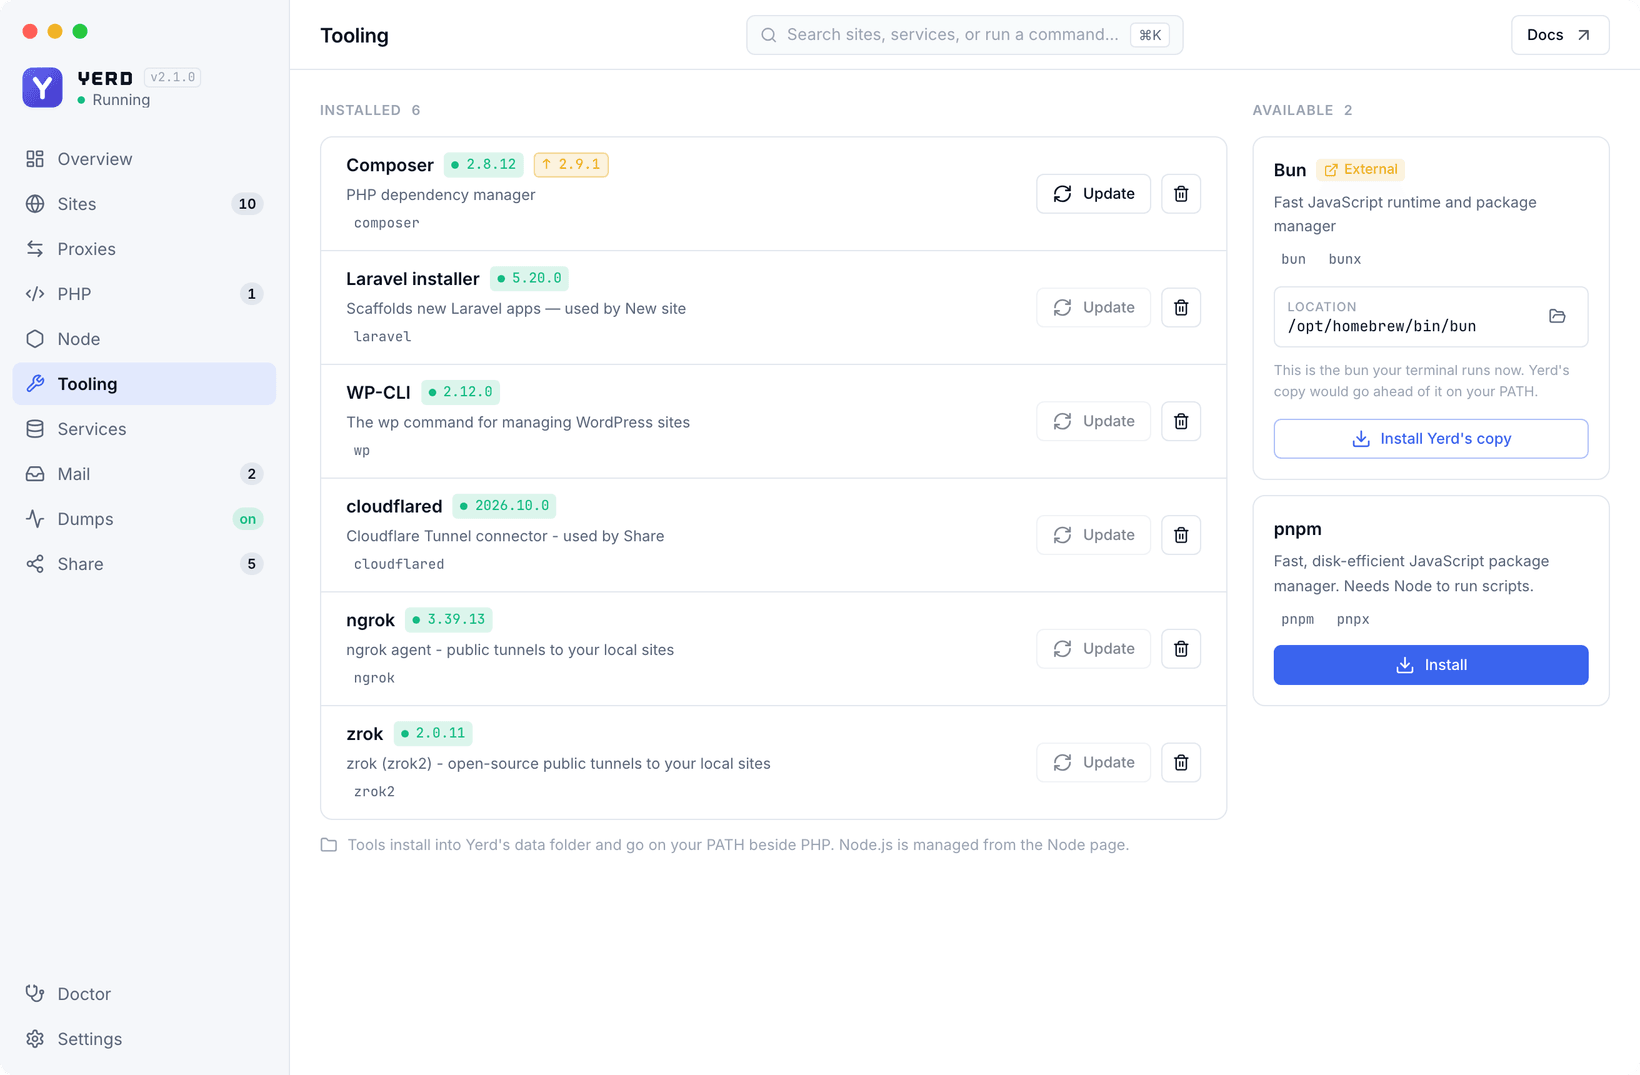 YERD v2.1.0
Running
Overview
Sites 10
Proxies
PHP 1
Node
Tooling
Services
Mail 2
Dumps on
Share 5
Doctor
Settings
Tooling
Search sites, services, or run a command... ⌘K
Docs
INSTALLED 6
Composer 2.8.12 ↑ 2.9.1
PHP dependency manager
composer
Update
Laravel installer 5.20.0
Scaffolds new Laravel apps — used by New site
laravel
Update
WP-CLI 2.12.0
The wp command for managing WordPress sites
wp
Update
cloudflared 2026.10.0
Cloudflare Tunnel connector - used by Share
cloudflared
Update
ngrok 3.39.13
ngrok agent - public tunnels to your local sites
ngrok
Update
zrok 2.0.11
zrok (zrok2) - open-source public tunnels to your local sites
zrok2
Update
Tools install into Yerd's data folder and go on your PATH beside PHP. Node.js is managed from the Node page.
AVAILABLE 2
Bun External
Fast JavaScript runtime and package
manager
bun bunx
LOCATION
/opt/homebrew/bin/bun
This is the bun your terminal runs now. Yerd's
copy would go ahead of it on your PATH.
Install Yerd's copy
pnpm
Fast, disk-efficient JavaScript package
manager. Needs Node to run scripts.
pnpm pnpx
Install